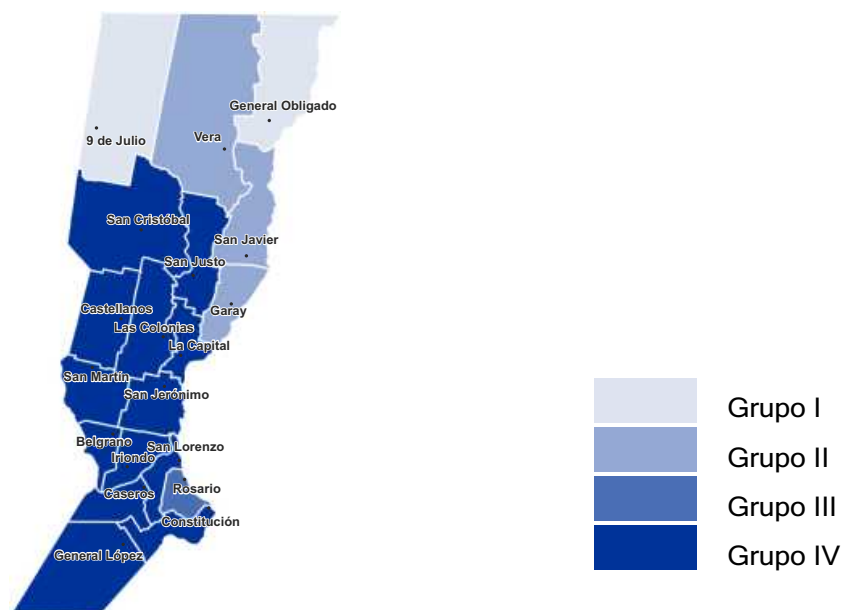 General Obligado
Vera
9 de Julio
San Cristóbal
San Javier
San Justo
Castellanos
Garay
Las Colonias
La Capital
San Martín
San Jerónimo
Belgrano
San Lorenzo
Iriondo
Rosario
Caseros
Constitución
General López
Grupo I
Grupo II
Grupo III
Grupo IV